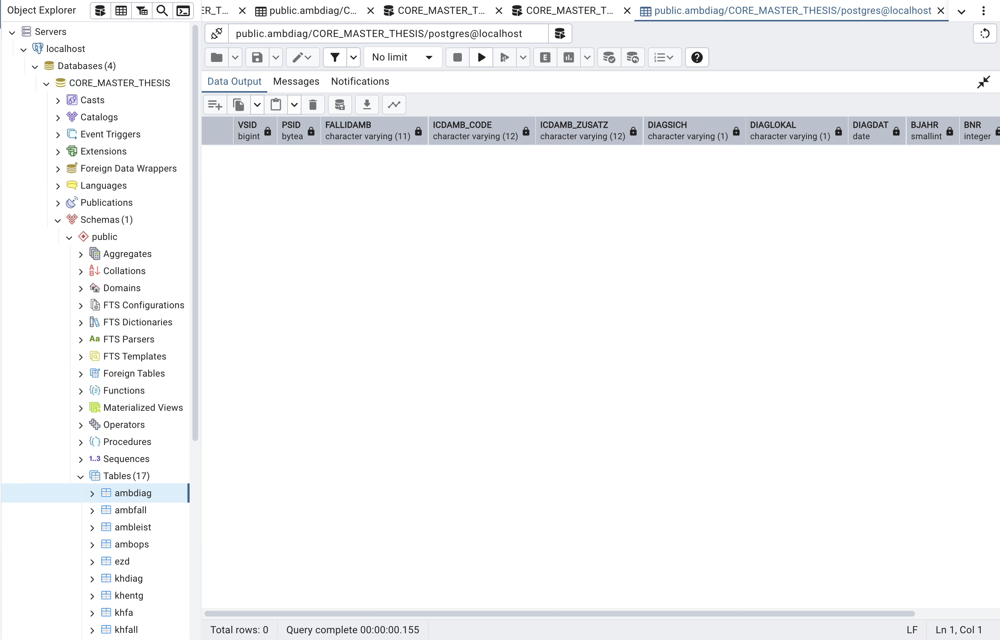 Object Explorer
ER_T...
public.ambdiag/C...
CORE_MASTER_T...
CORE_MASTER_T...
public.ambdiag/CORE_MASTER_THESIS/postgres@localhost
Servers
localhost
Databases (4)
CORE_MASTER_THESIS
Casts
Catalogs
Event Triggers
Extensions
Foreign Data Wrappers
Languages
Publications
Schemas (1)
public
Aggregates
Collations
Domains
FTS Configurations
FTS Dictionaries
Aa FTS Parsers
FTS Templates
Foreign Tables
Functions
Materialized Views
Operators
Procedures
1..3 Sequences
Tables (17)
ambdiag
ambfall
ambleist
ambops
ezd
khdiag
khentg
khfa
khfall
public.ambdiag/CORE_MASTER_THESIS/postgres@localhost
No limit
E
Data Output
Messages
Notifications
VSID
bigint
PSID
bytea
FALLIDAMB
character varying (11)
ICDAMB_CODE
character varying (12)
ICDAMB_ZUSATZ
character varying (12)
DIAGSICH
character varying (1)
DIAGLOKAL
character varying (1)
DIAGDAT
date
BJAHR
smallint
BNR
integer
Total rows: 0
Query complete 00:00:00.155
LF
Ln 1, Col 1